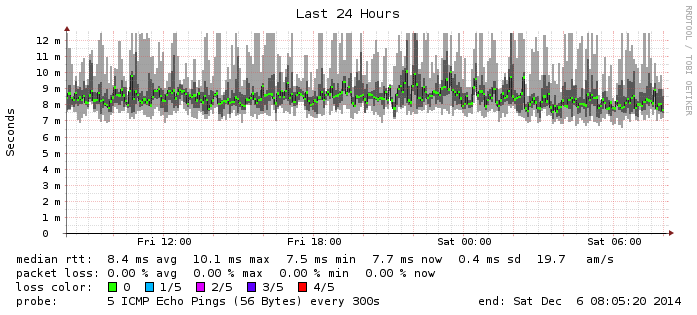 Last 24 Hours
RRDTOOL / TOBI OETIKER
Seconds
12 m
11 m
10 m
9 m
8 m
7 m
6 m
5 m
4 m
3 m
2 m
1 m
0
Fri 12:00 Fri 18:00 Sat 00:00 Sat 06:00
median rtt: 8.4 ms avg 10.1 ms max 7.5 ms min 7.7 ms now 0.4 ms sd 19.7 am/s
packet loss: 0.00 % avg 0.00 % max 0.00 % min 0.00 % now
loss color: 0 1/5 2/5 3/5 4/5
probe: 5 ICMP Echo Pings (56 Bytes) every 300s end: Sat Dec 6 08:05:20 2014